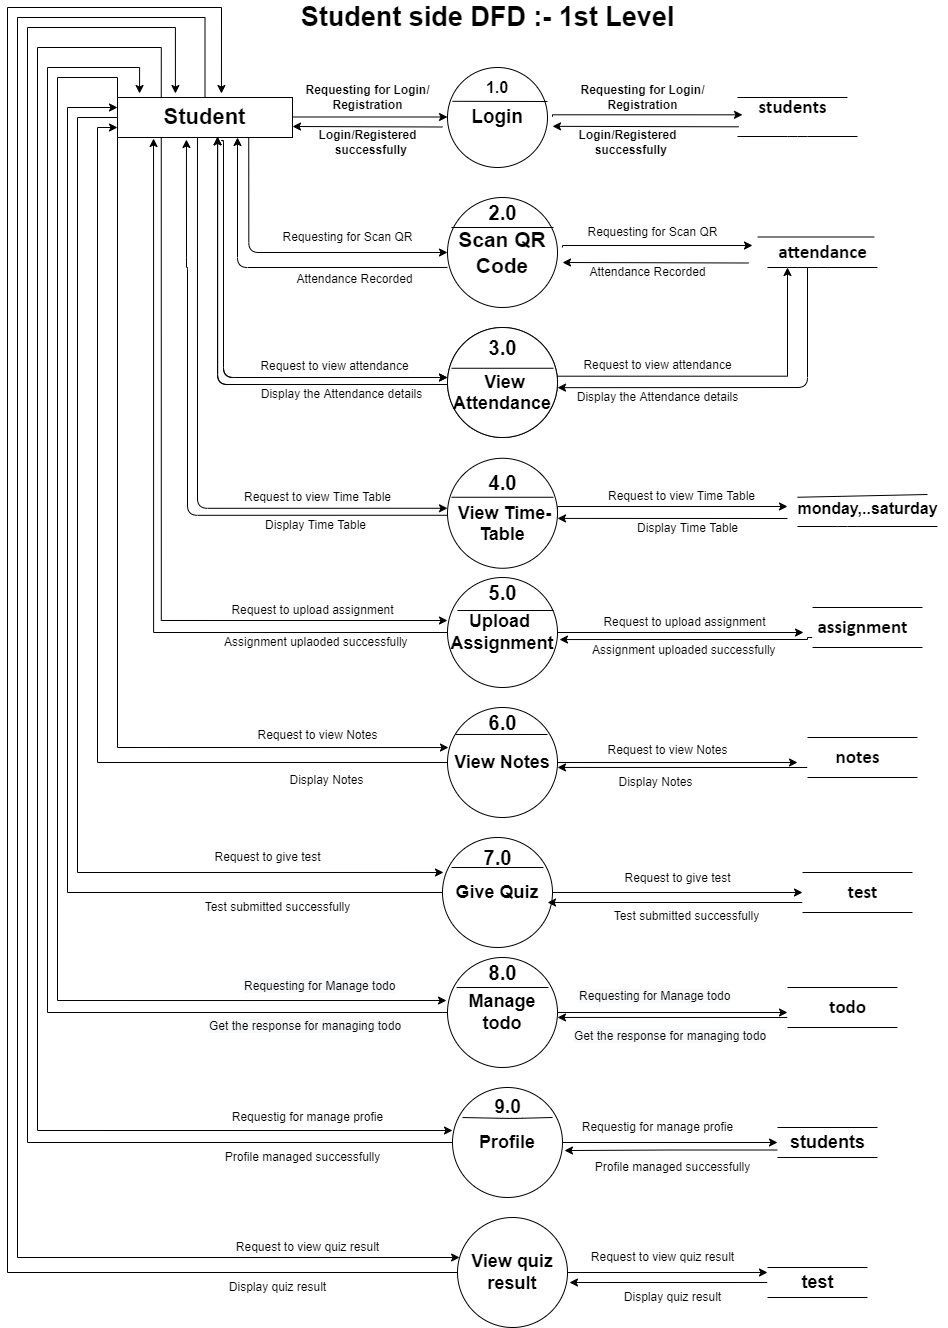 Student side DFD :- 1st Level
Student
Requesting for Login/
Registration
Login/Registered
successfully
1.0
Login
Requesting for Login/
Registration
Login/Registered
successfully
students
Requesting for Scan QR
Attendance Recorded
2.0
Scan QR
Code
Requesting for Scan QR
Attendance Recorded
attendance
Request to view attendance
Display the Attendance details
3.0
View
Attendance
Request to view attendance
Display the Attendance details
Request to view Time Table
Display Time Table
4.0
View Time-
Table
Request to view Time Table
Display Time Table
monday,..saturday
Request to upload assignment
Assignment uplaoded successfully
5.0
Upload
Assignment
Request to upload assignment
Assignment uploaded successfully
assignment
Request to view Notes
Display Notes
6.0
View Notes
Request to view Notes
Display Notes
notes
Request to give test
Test submitted successfully
7.0
Give Quiz
Request to give test
Test submitted successfully
test
Requesting for Manage todo
Get the response for managing todo
8.0
Manage
todo
Requesting for Manage todo
Get the response for managing todo
todo
Requestig for manage profie
Profile managed successfully
9.0
Profile
Requestig for manage profie
Profile managed successfully
students
Request to view quiz result
Display quiz result
View quiz
result
Request to view quiz result
Display quiz result
test